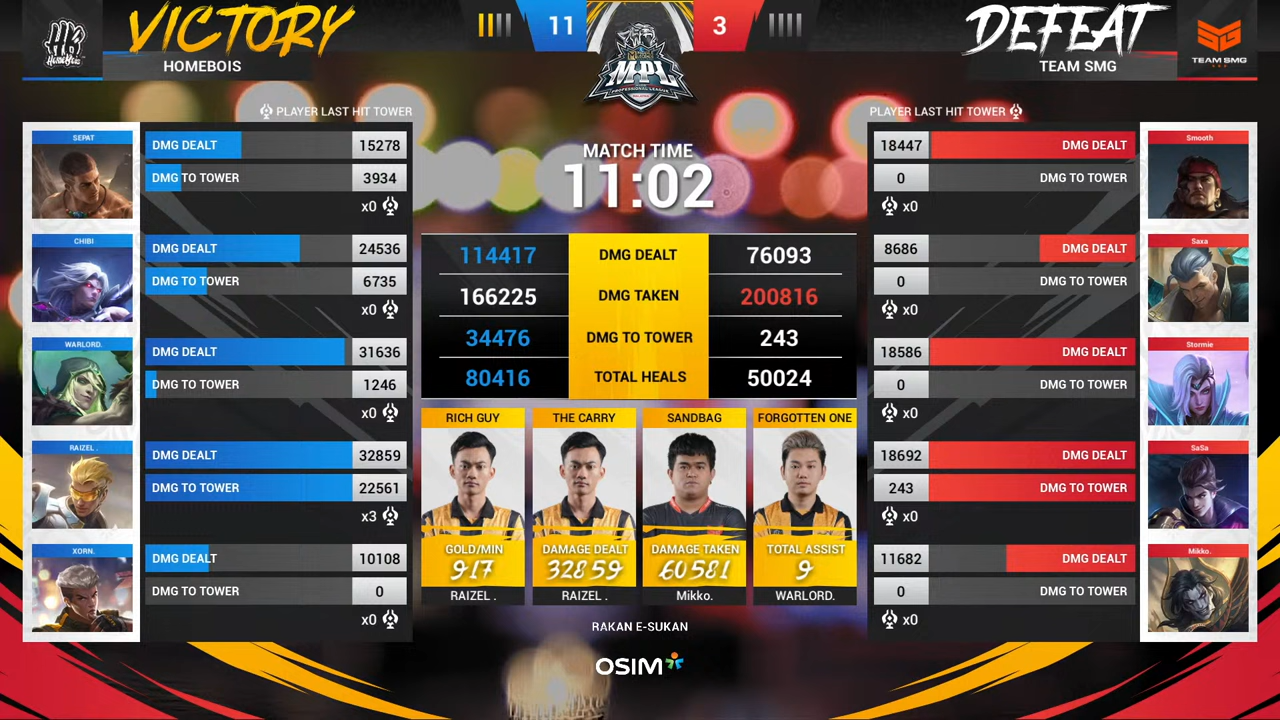 VICTORY
HOMEBOIS
HOMEBOIS
11
3
MPL
PROFESSIONAL LEAGUE
DEFEAT
TEAM SMG
TEAM SMG
PLAYER LAST HIT TOWER
PLAYER LAST HIT TOWER
MATCH TIME
11:02
SEPAT
DMG DEALT 15278
DMG TO TOWER 3934
x0
CHIBI
DMG DEALT 24536
DMG TO TOWER 6735
x0
WARLORD.
DMG DEALT 31636
DMG TO TOWER 1246
x0
RAIZEL .
DMG DEALT 32859
DMG TO TOWER 22561
x3
XORN.
DMG DEALT 10108
DMG TO TOWER 0
x0
114417 DMG DEALT 76093
166225 DMG TAKEN 200816
34476 DMG TO TOWER 243
80416 TOTAL HEALS 50024
RICH GUY
GOLD/MIN
917
RAIZEL .
THE CARRY
DAMAGE DEALT
32859
RAIZEL .
SANDBAG
DAMAGE TAKEN
60581
Mikko.
FORGOTTEN ONE
TOTAL ASSIST
9
WARLORD.
RAKAN E-SUKAN
OSIM
18447 DMG DEALT
Smooth
0 DMG TO TOWER
x0
8686 DMG DEALT
Saxa
0 DMG TO TOWER
x0
18586 DMG DEALT
Stormie
0 DMG TO TOWER
x0
18692 DMG DEALT
SaSa
243 DMG TO TOWER
x0
11682 DMG DEALT
Mikko.
0 DMG TO TOWER
x0